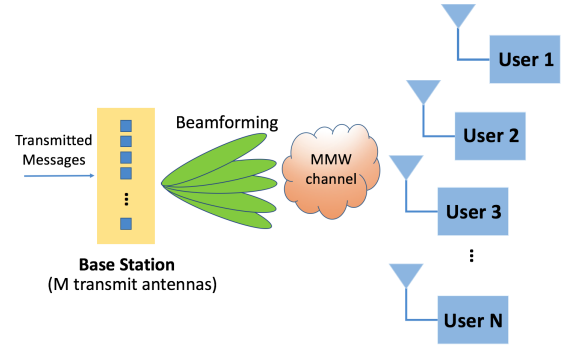 Transmitted
Messages
...
Base Station
(M transmit antennas)
Beamforming
MMW
channel
User 1
User 2
User 3
...
User N